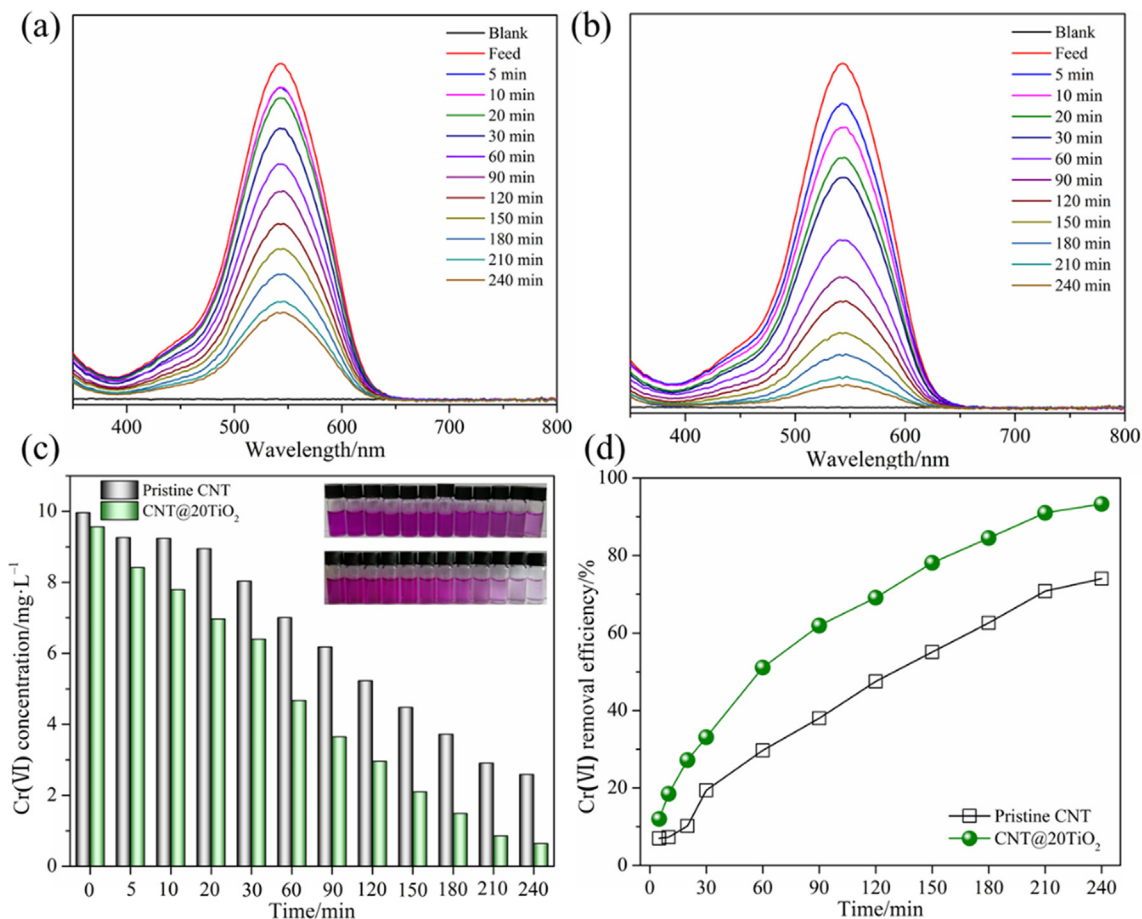 (a)
Blank
Feed
5 min
10 min
20 min
30 min
60 min
90 min
120 min
150 min
180 min
210 min
240 min
400 500 600 700 800
Wavelength/nm
(b)
Blank
Feed
5 min
10 min
20 min
30 min
60 min
90 min
120 min
150 min
180 min
210 min
240 min
400 500 600 700 800
Wavelength/nm
(c)
Pristine CNT
CNT@20TiO₂
10
8
6
4
2
0
Cr(VI) concentration/mg·L⁻¹
0 5 10 20 30 60 90 120 150 180 210 240
Time/min
(d)
100
80
60
40
20
0
Cr(VI) removal efficiency/%
Pristine CNT
CNT@20TiO₂
0 30 60 90 120 150 180 210 240
Time/min